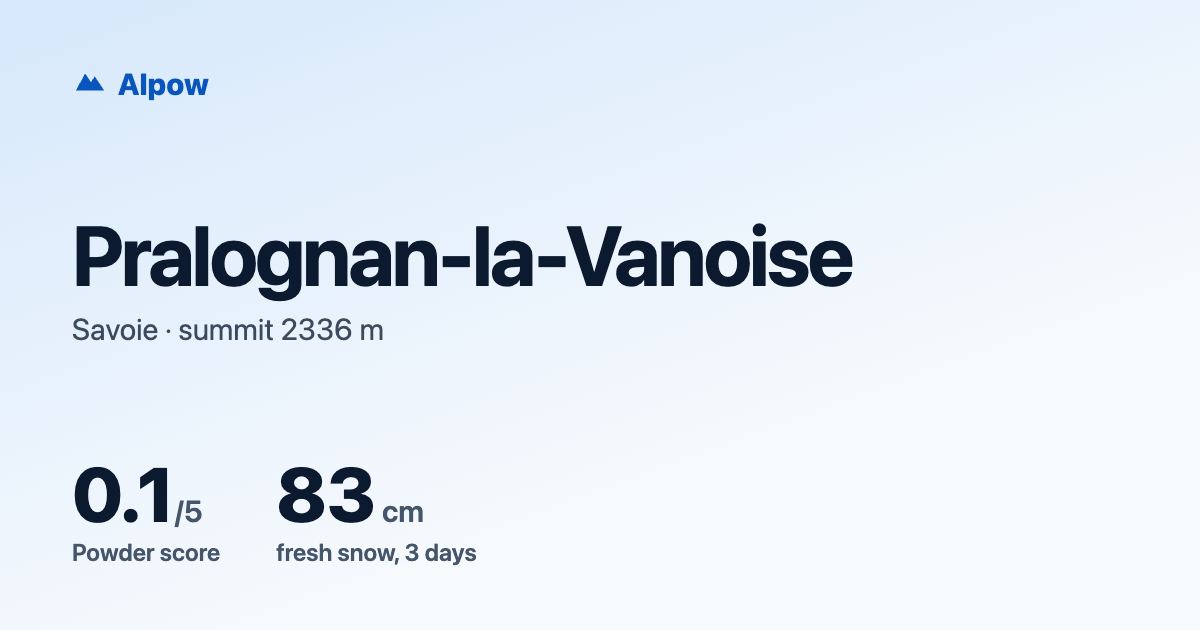 Alpow
Pralognan-la-Vanoise
Savoie · summit 2336 m
0.1/5
Powder score
83 cm
fresh snow, 3 days